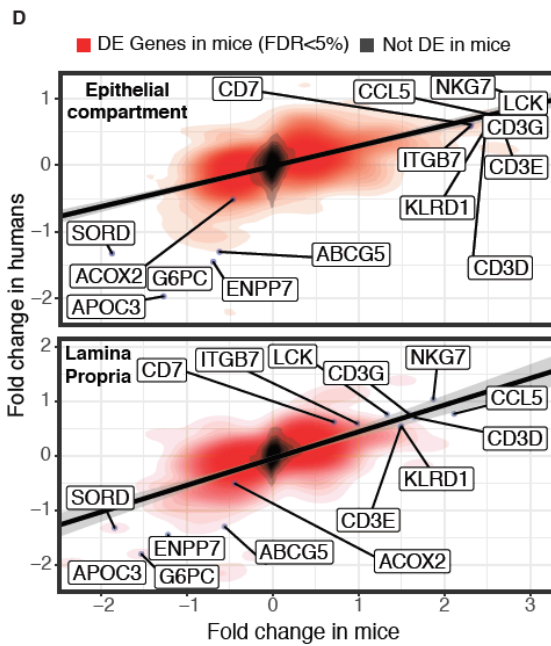 D
DE Genes in mice (FDR<5%) Not DE in mice
Epithelial
compartment
CD7
CCL5
NKG7
LCK
CD3G
ITGB7
CD3E
KLRD1
SORD
ABCG5
CD3D
ACOX2
G6PC
ENPP7
APOC3
1
0
-1
-2
Fold change in humans
Lamina
Propria
ITGB7
LCK
NKG7
CD7
CD3G
CCL5
CD3D
KLRD1
SORD
CD3E
ENPP7
ABCG5
ACOX2
APOC3
G6PC
2
1
0
-1
-2
-2 -1 0 1 2 3
Fold change in mice